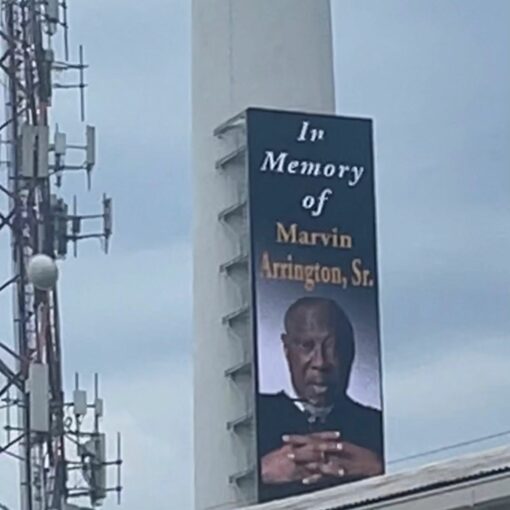 In
Memory
of
Marvin
Arrington, Sr.